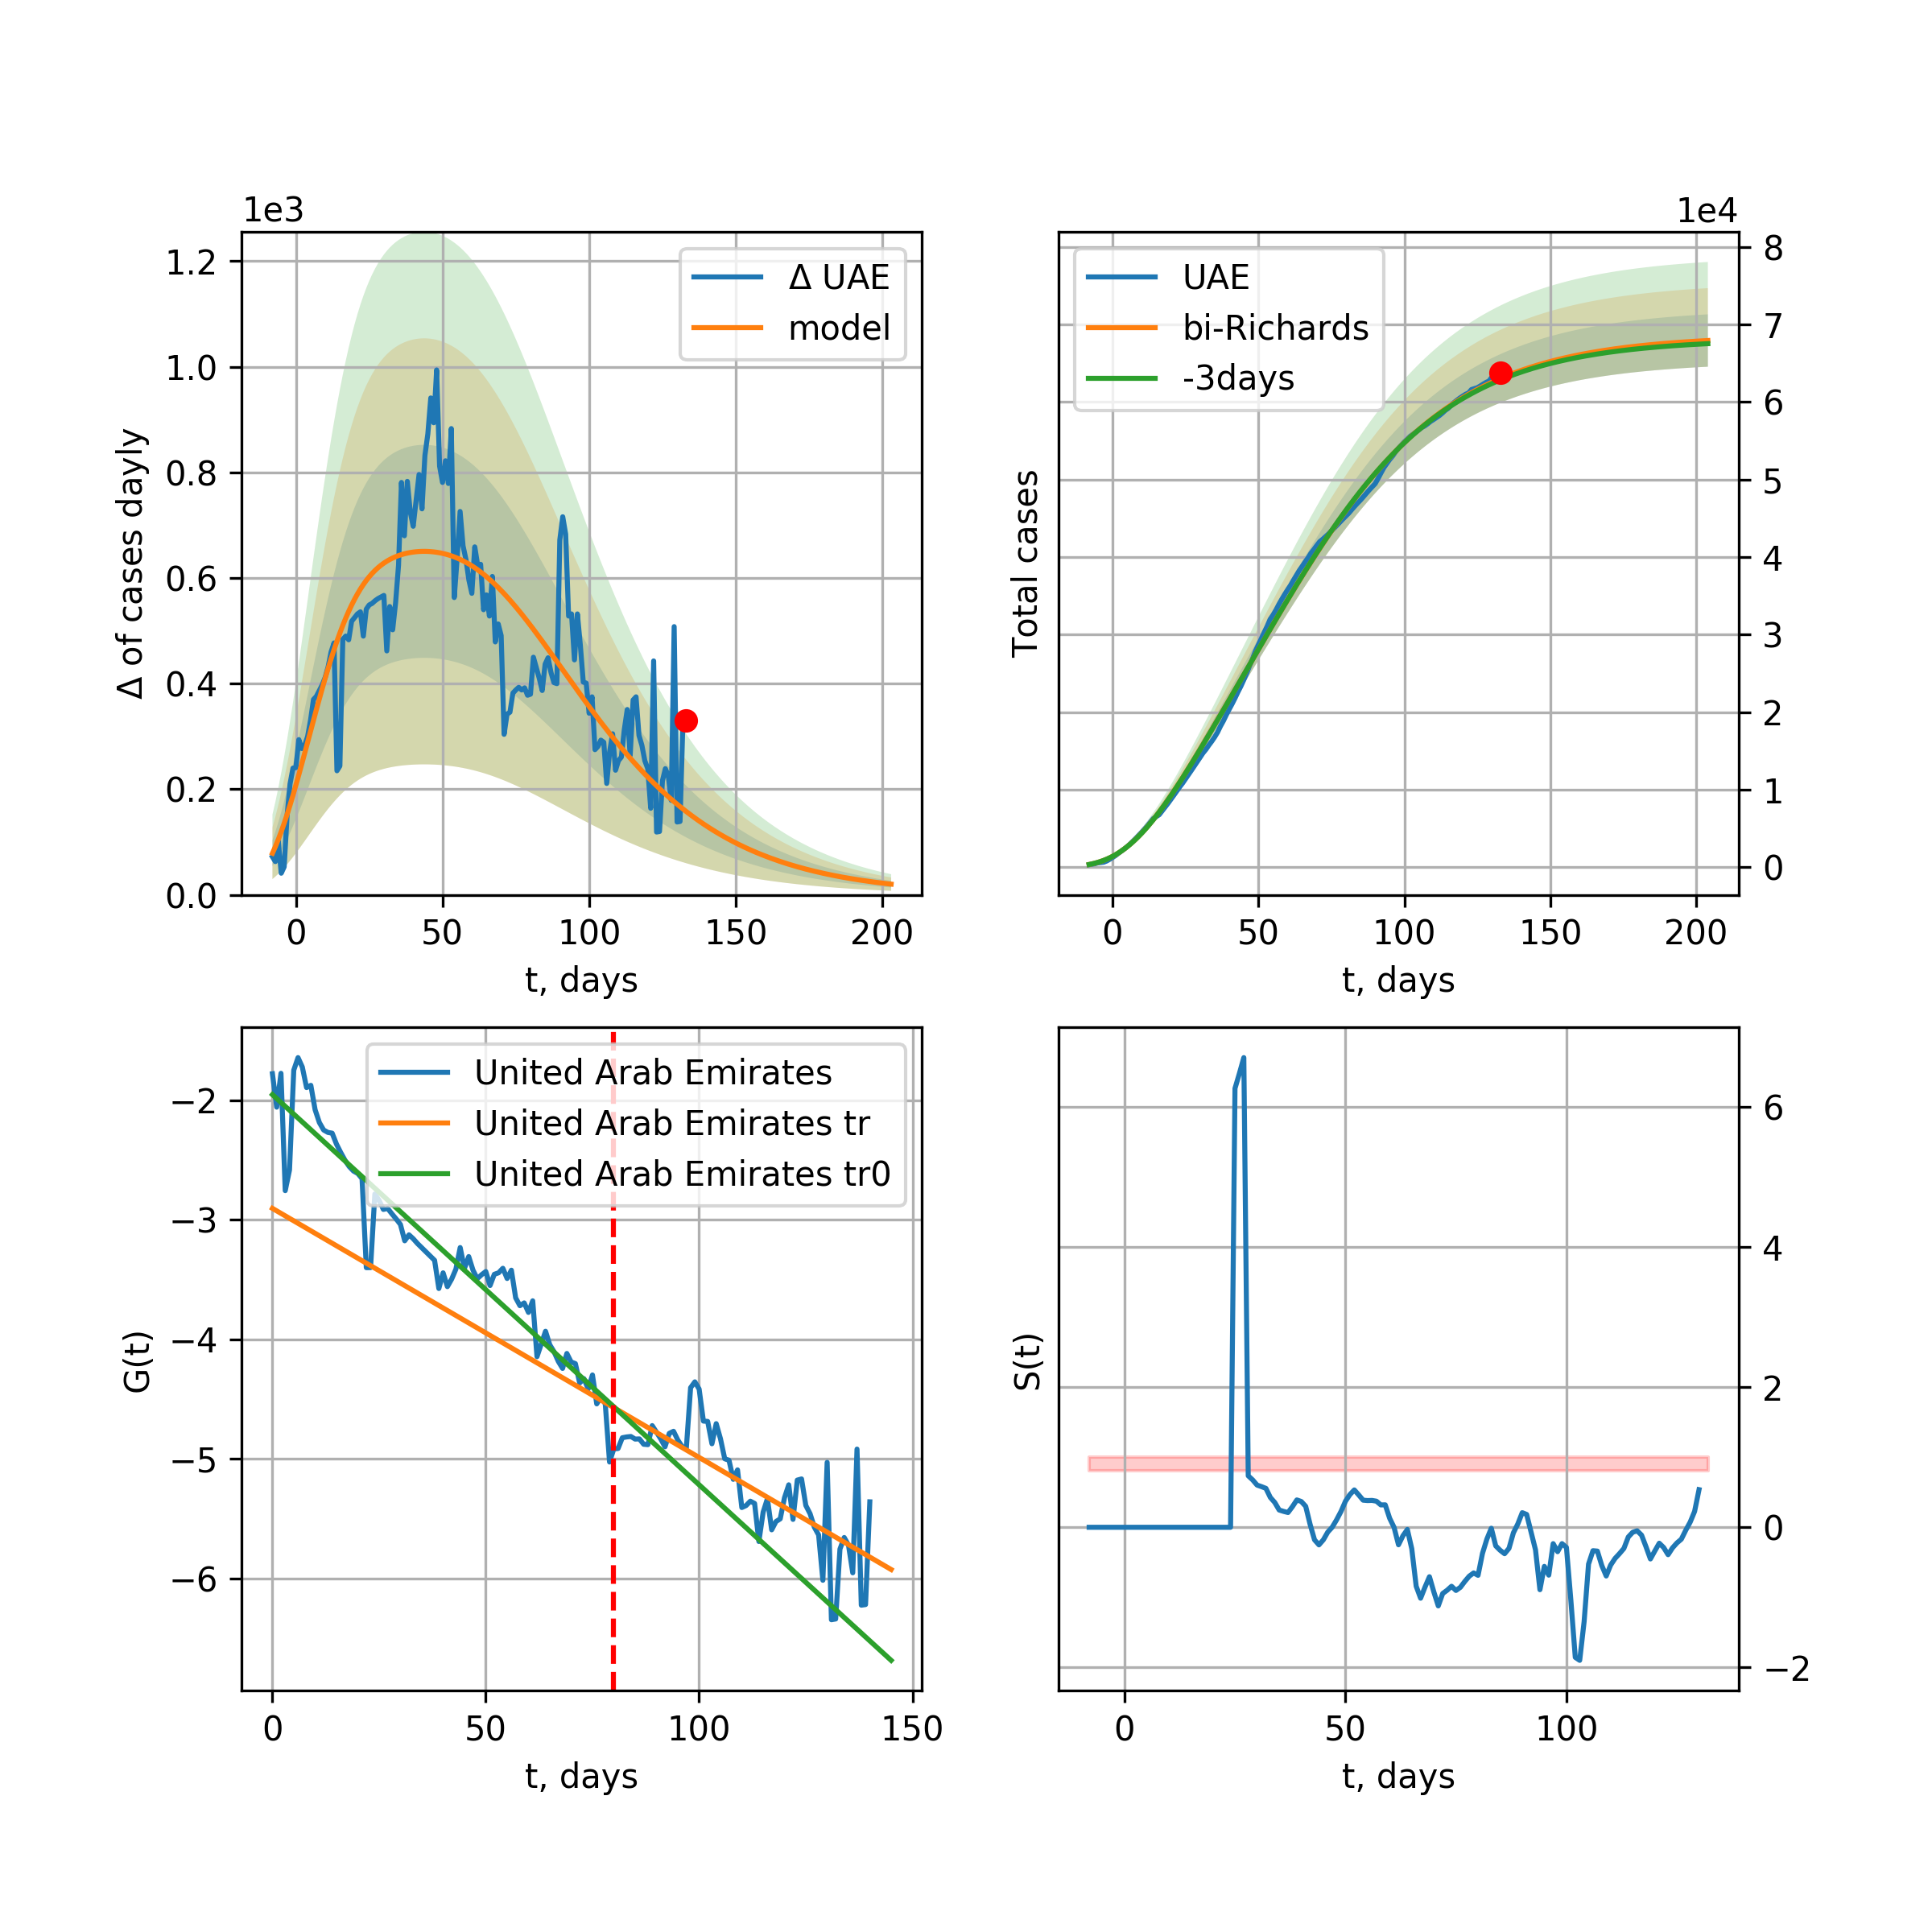 1e3
Δ of cases dayly
1.2
1.0
0.8
0.6
0.4
0.2
0.0
Δ UAE
model
0 50 100 150 200
t, days
1e4
Total cases
UAE
bi-Richards
-3days
8
7
6
5
4
3
2
1
0
0 50 100 150 200
t, days
G(t)
−2
−3
−4
−5
−6
United Arab Emirates
United Arab Emirates tr
United Arab Emirates tr0
0 50 100 150
t, days
S(t)
6
4
2
0
−2
0 50 100
t, days